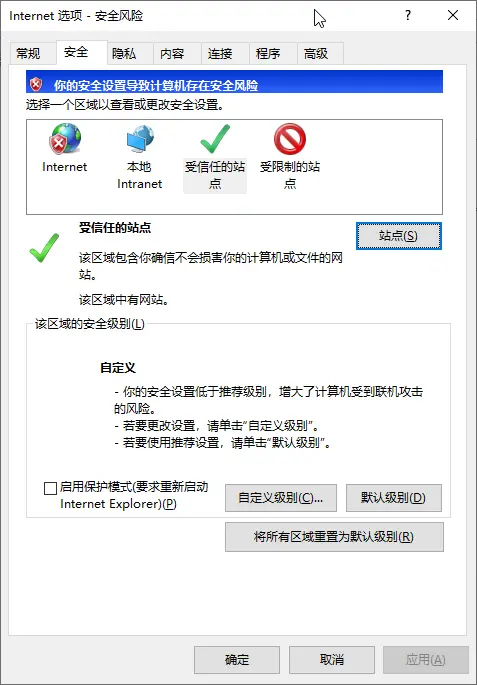 Internet 选项 - 安全风险
常规 安全 隐私 内容 连接 程序 高级
你的安全设置导致计算机存在安全风险
选择一个区域以查看或更改安全设置。
Internet
本地
Intranet
受信任的站
点
受限制的站
点
受信任的站点
站点(S)
该区域包含你确信不会损害你的计算机或文件的网
站。
该区域中有网站。
该区域的安全级别(L)
自定义
- 你的安全设置低于推荐级别，增大了计算机受到联机攻击
的风险。
- 若要更改设置，请单击“自定义级别”。
- 若要使用推荐设置，请单击“默认级别”。
启用保护模式(要求重新启动
Internet Explorer)(P)
自定义级别(C)...
默认级别(D)
将所有区域重置为默认级别(R)
确定 取消 应用(A)